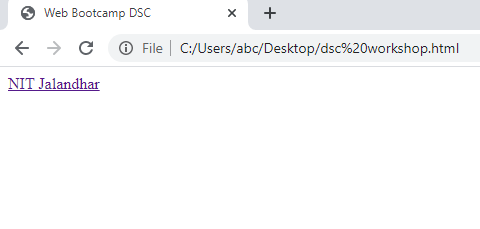 Web Bootcamp DSC
File C:/Users/abc/Desktop/dsc%20workshop.html
NIT Jalandhar